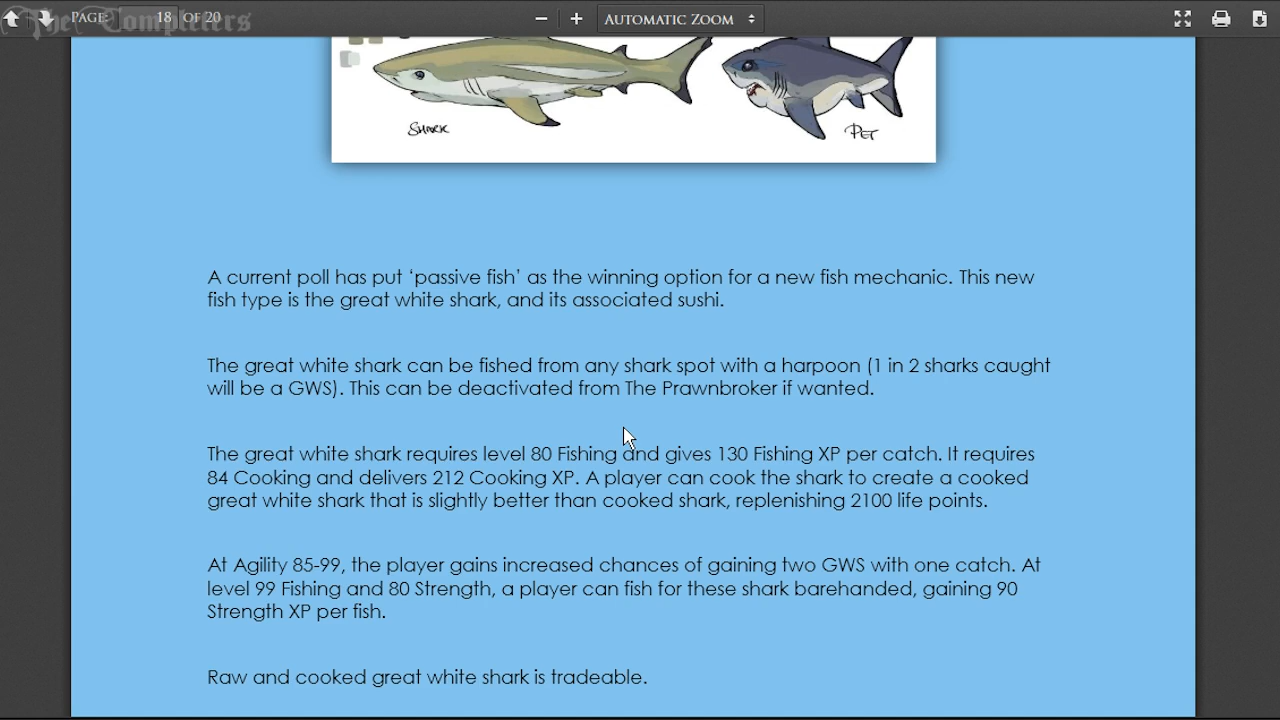 The Completers
PAGE: 18 OF 20
AUTOMATIC ZOOM
SHARK
PET
A current poll has put ‘passive fish’ as the winning option for a new fish mechanic. This new
fish type is the great white shark, and its associated sushi.
The great white shark can be fished from any shark spot with a harpoon (1 in 2 sharks caught
will be a GWS). This can be deactivated from The Prawnbroker if wanted.
The great white shark requires level 80 Fishing and gives 130 Fishing XP per catch. It requires
84 Cooking and delivers 212 Cooking XP. A player can cook the shark to create a cooked
great white shark that is slightly better than cooked shark, replenishing 2100 life points.
At Agility 85-99, the player gains increased chances of gaining two GWS with one catch. At
level 99 Fishing and 80 Strength, a player can fish for these shark barehanded, gaining 90
Strength XP per fish.
Raw and cooked great white shark is tradeable.